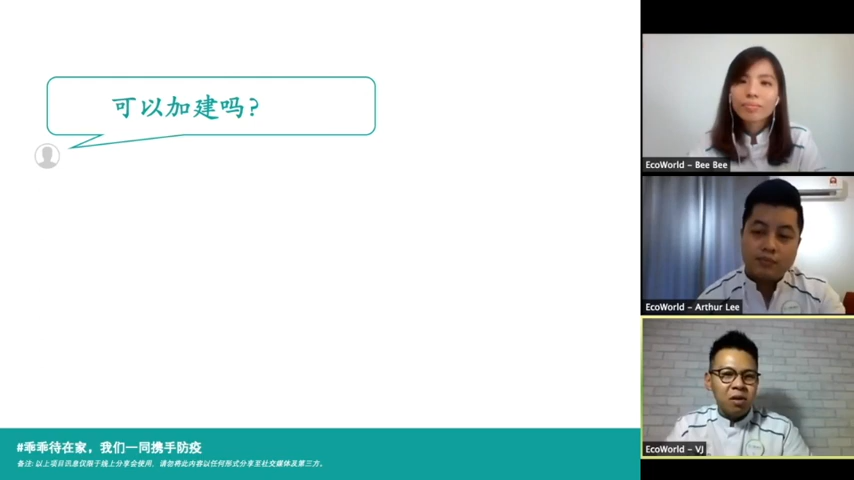 可以加建吗?
EcoWorld – Bee Bee
EcoWorld – Arthur Lee
EcoWorld – VJ
#乖乖待在家，我们一同携手防疫
备注: 以上项目讯息仅限于线上分享会使用，请勿将此内容以任何形式分享至社交媒体及第三方。